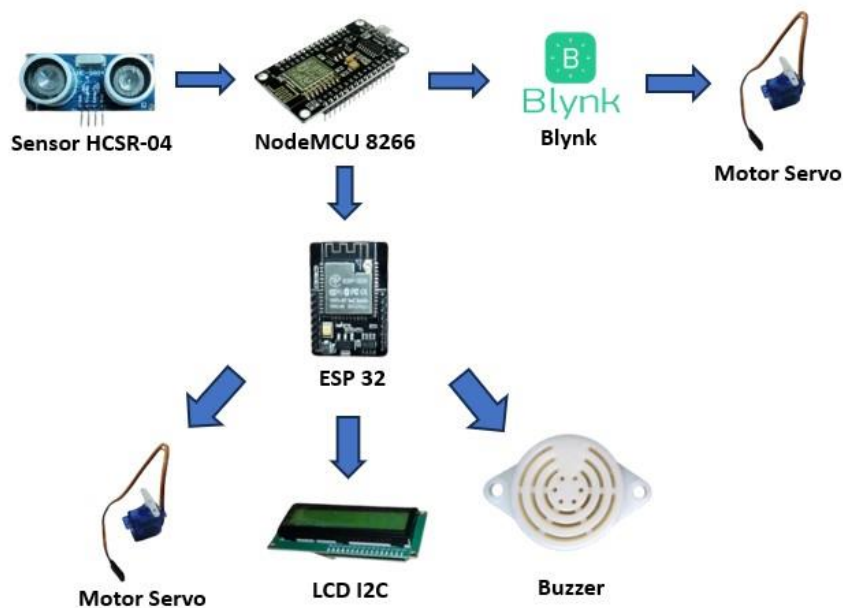 B
Blynk
Sensor HCSR-04
NodeMCU 8266
Blynk
Motor Servo
ESP 32
Motor Servo
LCD I2C
Buzzer